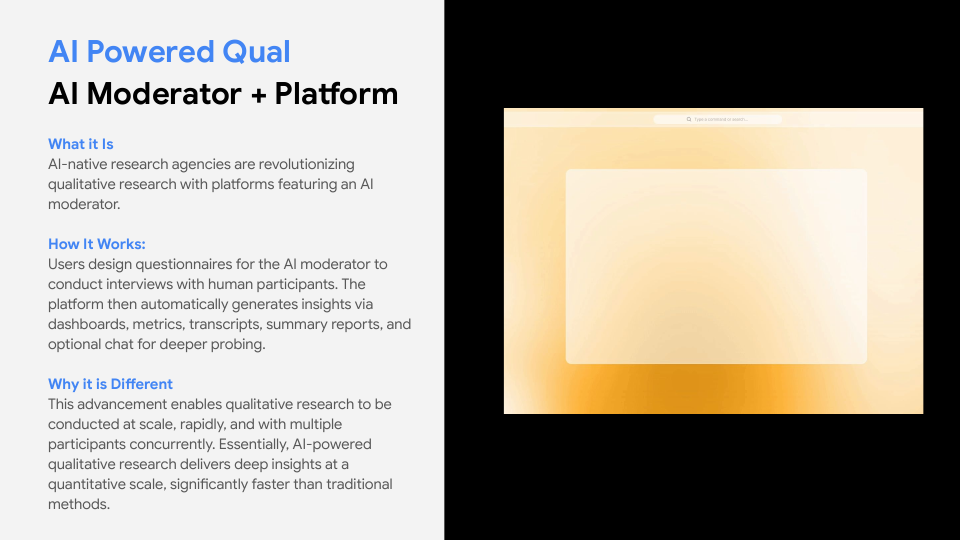 AI Powered Qual
AI Moderator + Platform
What it Is
AI-native research agencies are revolutionizing
qualitative research with platforms featuring an AI
moderator.
How It Works:
Users design questionnaires for the AI moderator to
conduct interviews with human participants. The
platform then automatically generates insights via
dashboards, metrics, transcripts, summary reports, and
optional chat for deeper probing.
Why it is Different
This advancement enables qualitative research to be
conducted at scale, rapidly, and with multiple
participants concurrently. Essentially, AI-powered
qualitative research delivers deep insights at a
quantitative scale, significantly faster than traditional
methods.
Type a command or search...